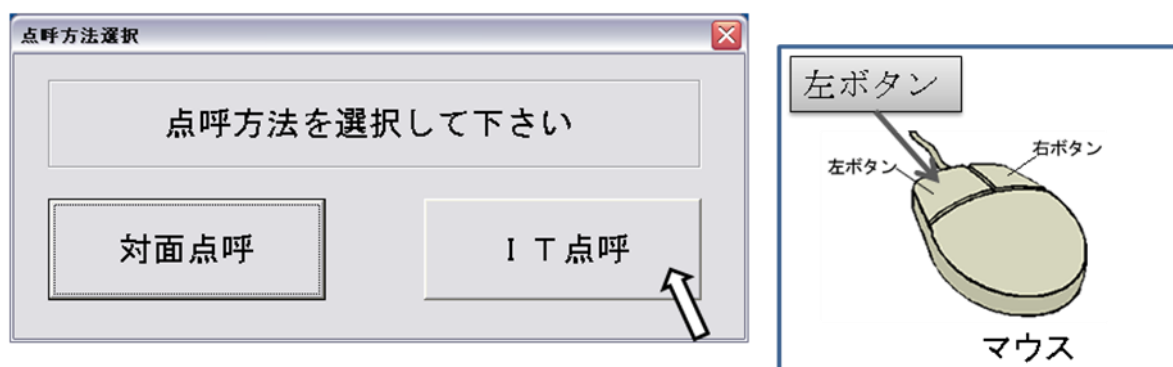 点呼方法選択
点呼方法を選択して下さい
対面点呼
ＩＴ点呼
左ボタン
左ボタン
右ボタン
マウス